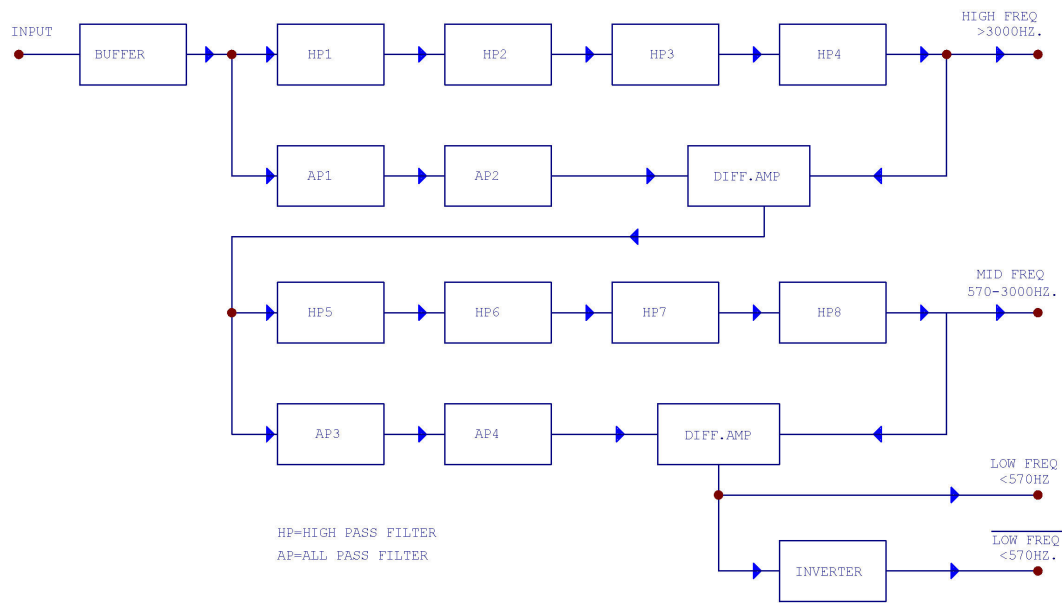 INPUT
HIGH FREQ
>3000HZ.
BUFFER
HP1
HP2
HP3
HP4
AP1
AP2
DIFF.AMP
MID FREQ
570-3000HZ.
HP5
HP6
HP7
HP8
AP3
AP4
DIFF.AMP
LOW FREQ
<570HZ
HP=HIGH PASS FILTER
AP=ALL PASS FILTER
LOW FREQ
<570HZ.
INVERTER